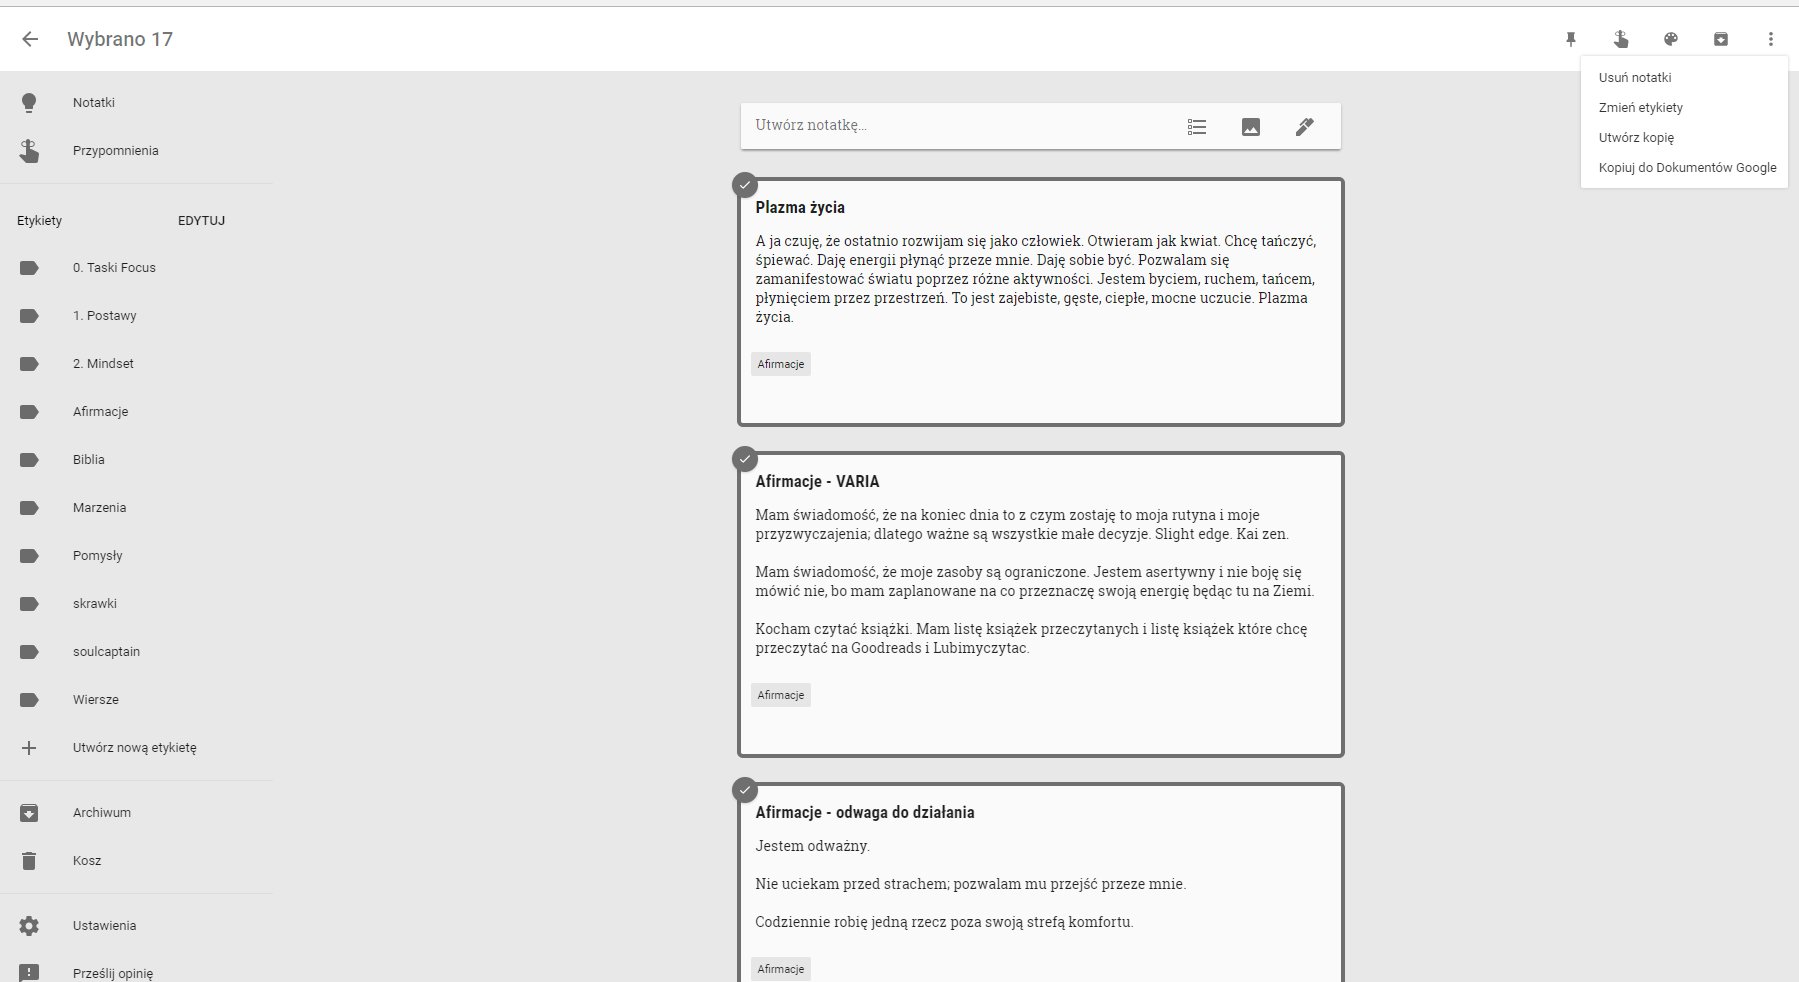 Wybrano 17
Usuń notatki
Zmień etykiety
Utwórz kopię
Kopiuj do Dokumentów Google
Notatki
Przypomnienia
Etykiety
EDYTUJ
0. Taski Focus
1. Postawy
2. Mindset
Afirmacje
Biblia
Marzenia
Pomysły
skrawki
soulcaptain
Wiersze
Utwórz nową etykietę
Archiwum
Kosz
Ustawienia
Prześlij opinię
Utwórz notatkę...
Plazma życia
A ja czuję, że ostatnio rozwijam się jako człowiek. Otwieram jak kwiat. Chcę tańczyć,
śpiewać. Daję energii płynąć przeze mnie. Daję sobie być. Pozwalam się
zamanifestować światu poprzez różne aktywności. Jestem byciem, ruchem, tańcem,
płynięciem przez przestrzeń. To jest zajebiste, gęste, ciepłe, mocne uczucie. Plazma
życia.
Afirmacje
Afirmacje - VARIA
Mam świadomość, że na koniec dnia to z czym zostaję to moja rutyna i moje
przyzwyczajenia; dlatego ważne są wszystkie małe decyzje. Slight edge. Kai zen.
Mam świadomość, że moje zasoby są ograniczone. Jestem asertywny i nie boję się
mówić nie, bo mam zaplanowane na co przeznaczę swoją energię będąc tu na Ziemi.
Kocham czytać książki. Mam listę książek przeczytanych i listę książek które chcę
przeczytać na Goodreads i Lubimyczytac.
Afirmacje
Afirmacje - odwaga do działania
Jestem odważny.
Nie uciekam przed strachem; pozwalam mu przejść przeze mnie.
Codziennie robię jedną rzecz poza swoją strefą komfortu.
Afirmacje